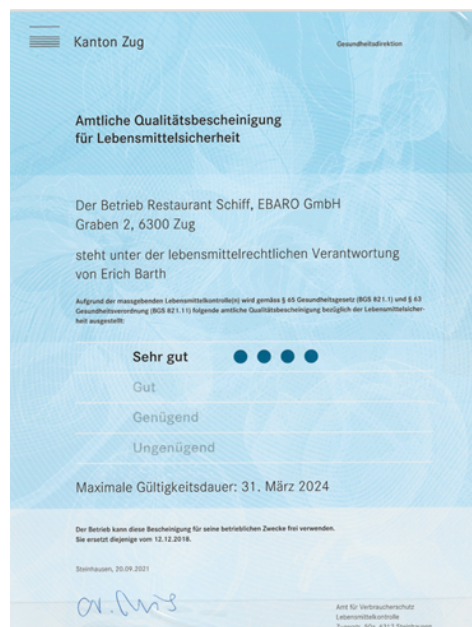 Kanton Zug
Gesundheitsdirektion
Amtliche Qualitätsbescheinigung
für Lebensmittelsicherheit
Der Betrieb Restaurant Schiff, EBARO GmbH
Graben 2, 6300 Zug
steht unter der lebensmittelrechtlichen Verantwortung
von Erich Barth
Aufgrund der massgebenden Lebensmittelkontrolle(n) wird gemäss § 65 Gesundheitsgesetz (BGS 821.1) und § 63
Gesundheitsverordnung (BGS 821.11) folgende amtliche Qualitätsbescheinigung bezüglich der Lebensmittelsicher-
heit ausgestellt:
Sehr gut
Gut
Genügend
Ungenügend
Maximale Gültigkeitsdauer: 31. März 2024
Der Betrieb kann diese Bescheinigung für seine betrieblichen Zwecke frei verwenden.
Sie ersetzt diejenige vom 12.12.2018.
Steinhausen, 20.09.2021
Amt für Verbraucherschutz
Lebensmittelkontrolle
6312 Steinhausen